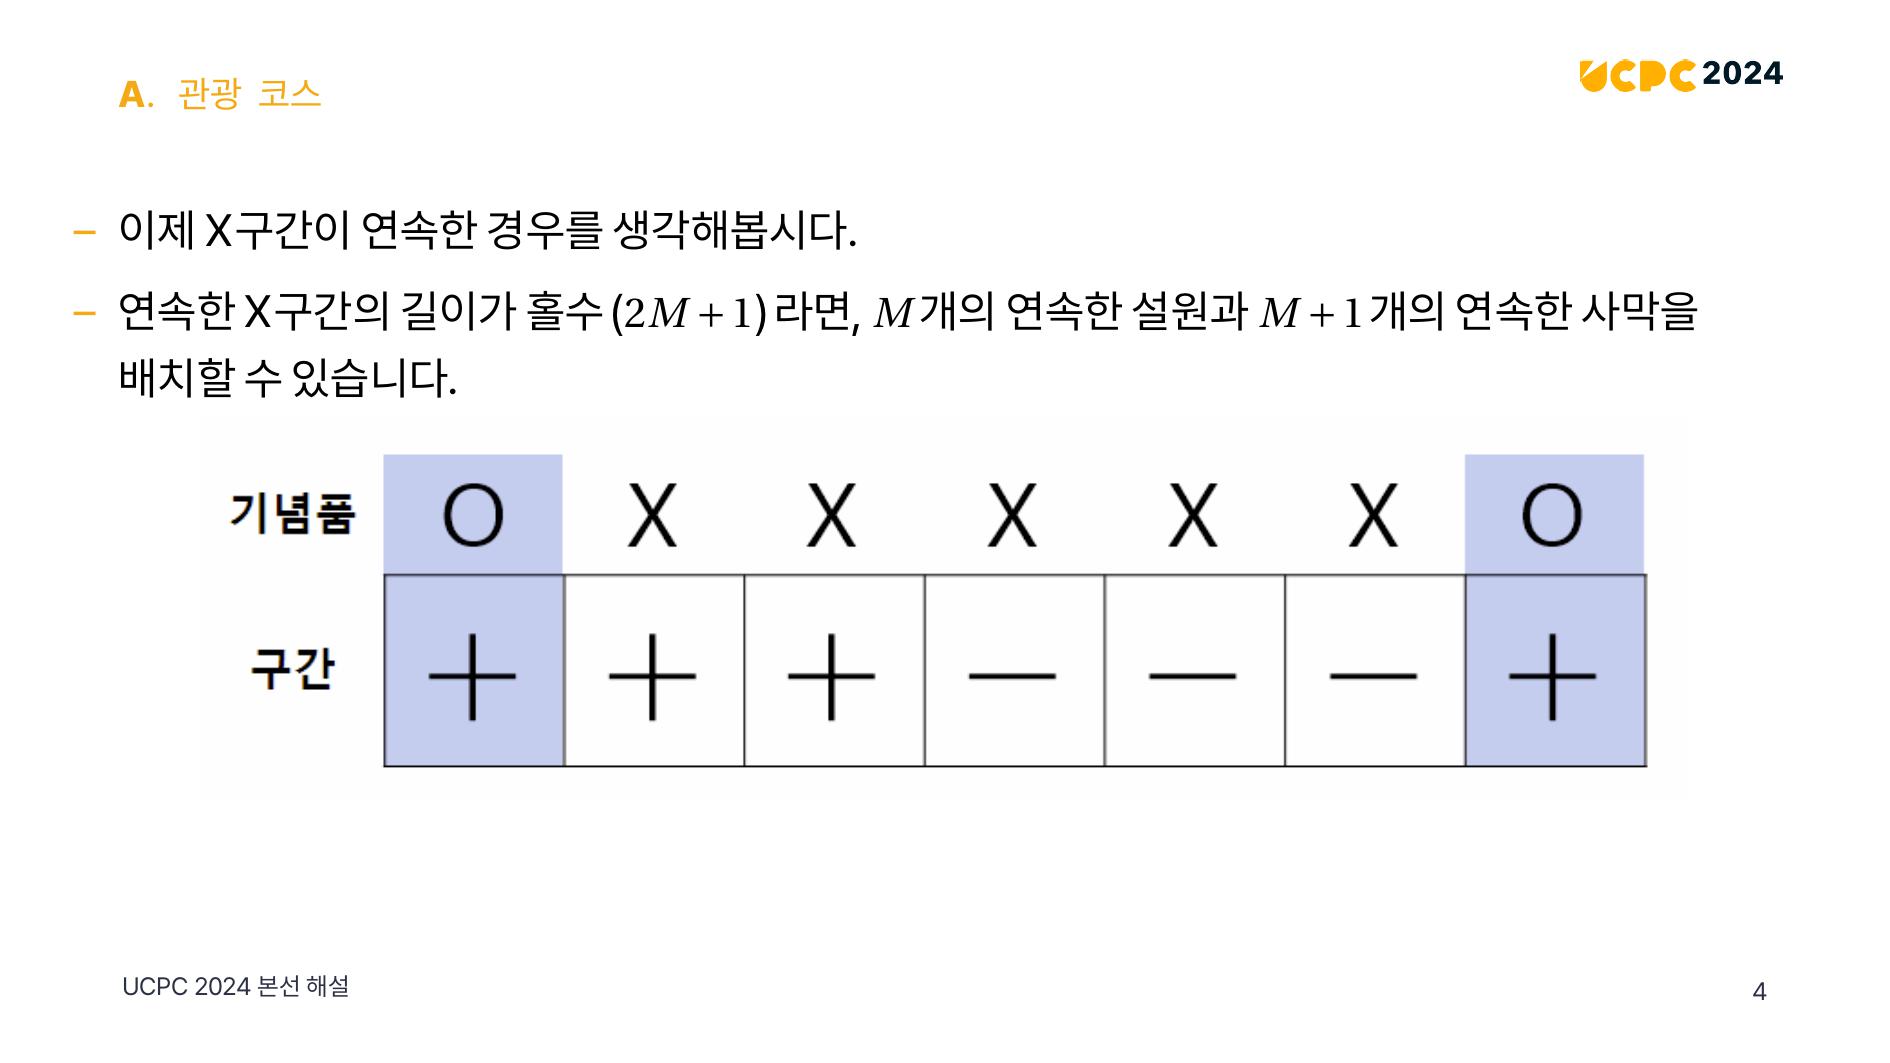 A. 관광 코스
UCPC 2024
– 이제 X구간이 연속한 경우를 생각해봅시다.
– 연속한 X구간의 길이가 홀수(2M + 1)라면, M개의 연속한 설원과 M + 1개의 연속한 사막을
배치할 수 있습니다.
기념품 O X X X X X O
구간 + + + − − − +
UCPC 2024 본선 해설
4